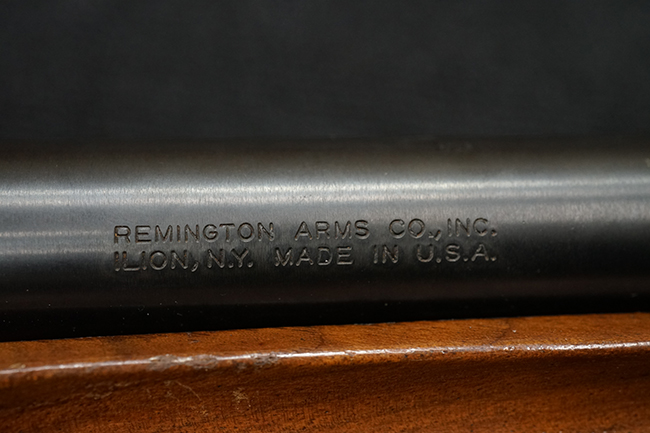 REMINGTON ARMS CO., INC.
ILION, N.Y. MADE IN U.S.A.